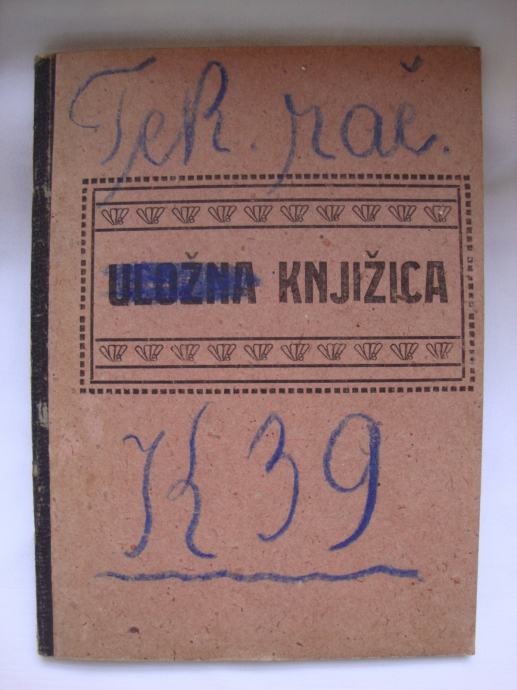 Tek. rač.
ULOŽNA KNJIŽICA
K 39